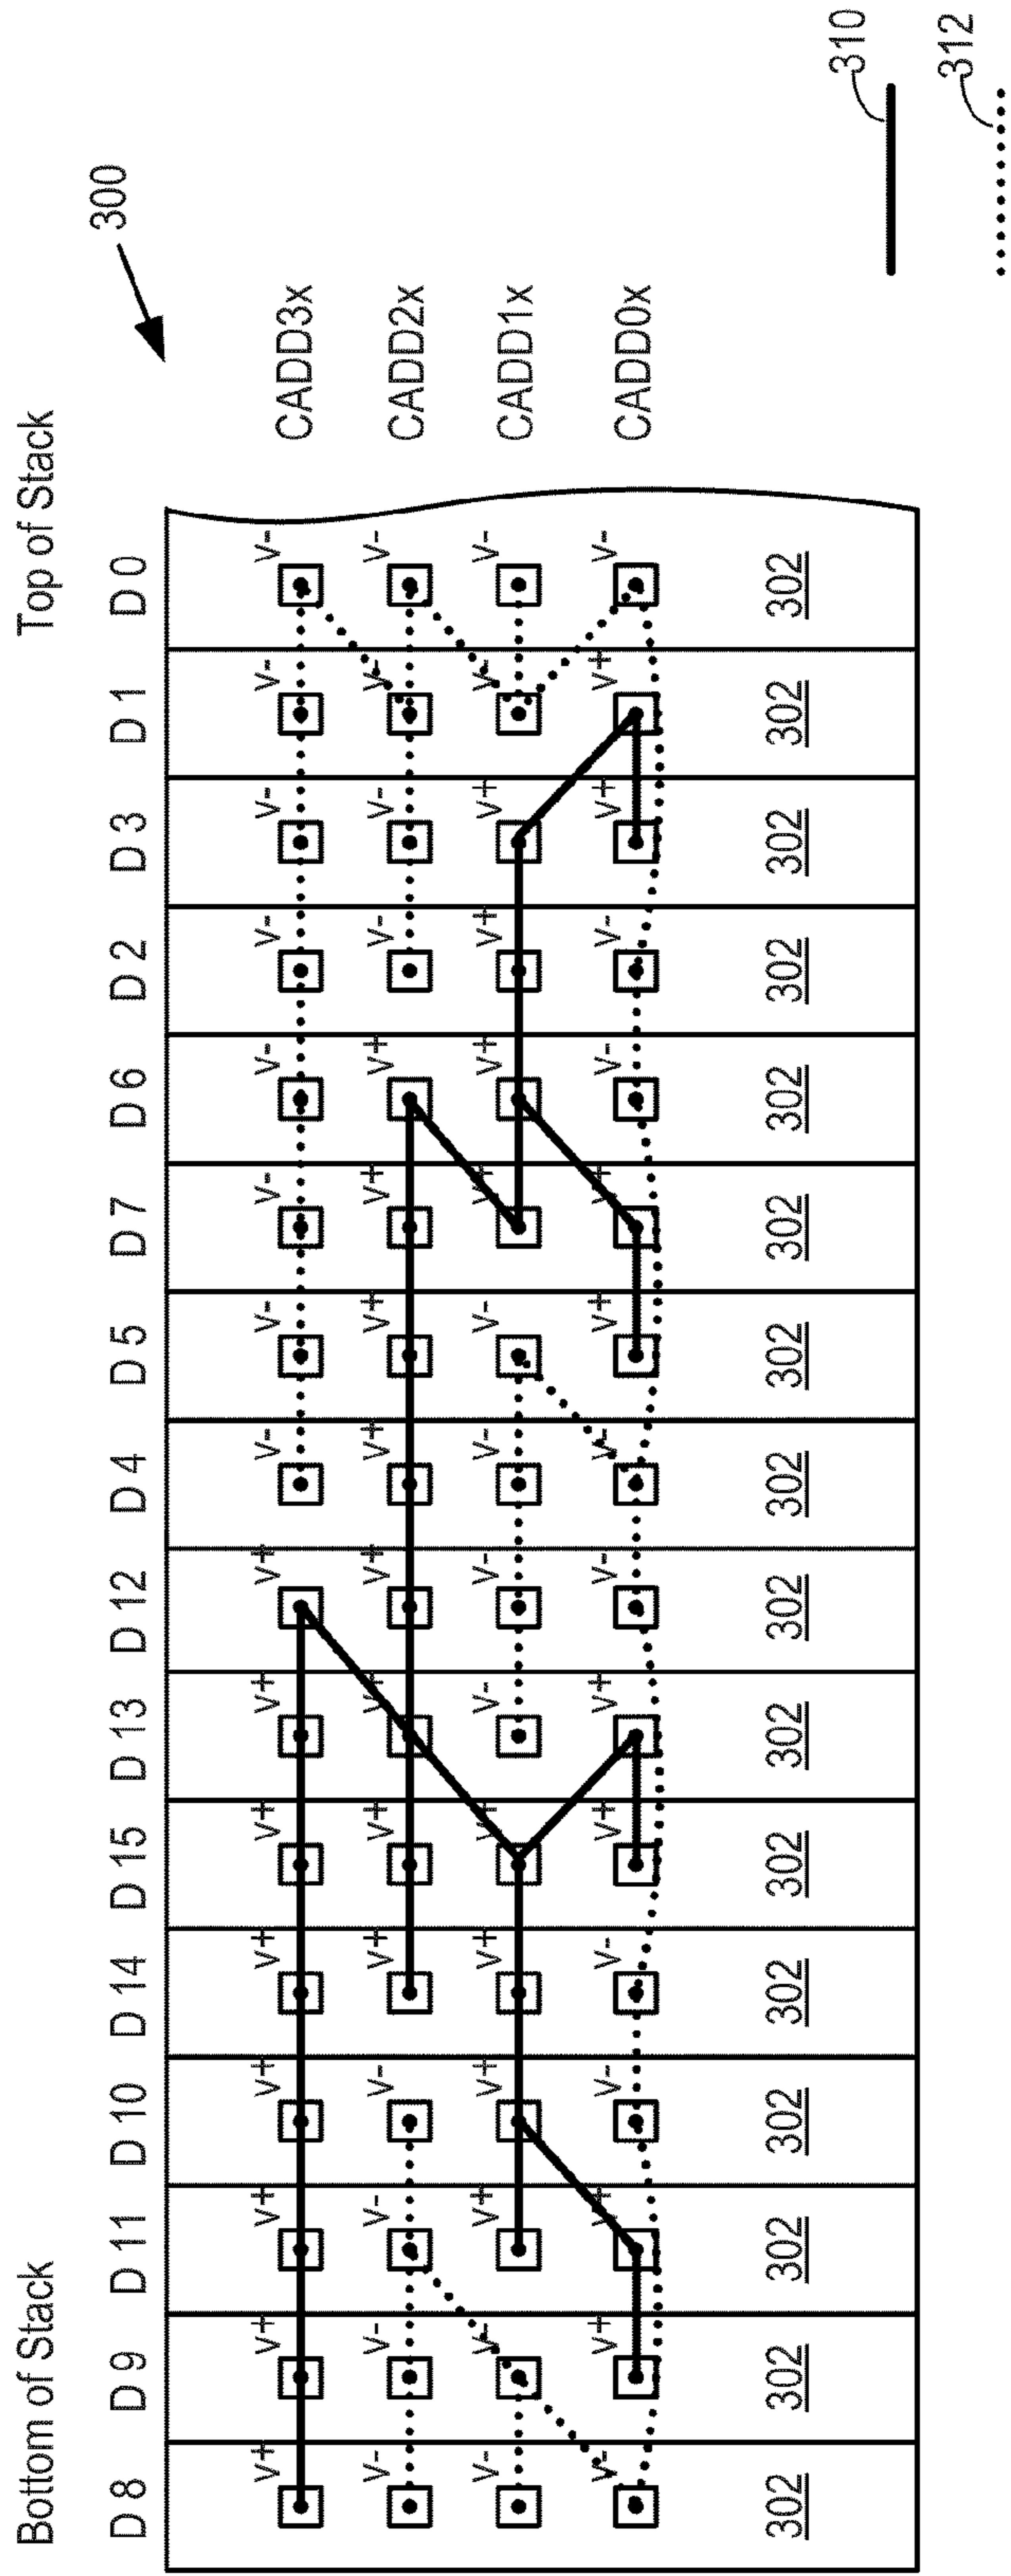 Bottom of Stack Top of Stack
300
D 8 D 9 D 11 D 10 D 14 D 15 D 13 D 12 D 4 D 5 D 7 D 6 D 2 D 3 D 1 D 0
V+ V+ V+ V+ V+ V+ V+ V+ V- V- V- V- V- V- V- V- CADD3x
V- V- V- V- V+ V+ V+ V+ V+ V+ V+ V+ V- V- V- V- CADD2x
V- V- V+ V+ V+ V+ V- V- V- V- V+ V+ V+ V+ V- V- CADD1x
V- V+ V+ V- V- V+ V+ V- V- V+ V+ V- V- V+ V+ V- CADD0x
302 302 302 302 302 302 302 302 302 302 302 302 302 302 302 302
310
312